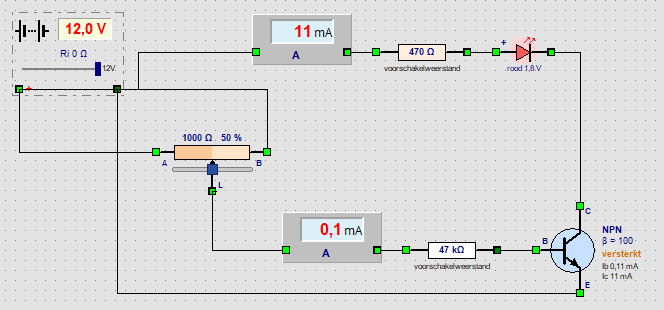 12,0 V
Ri 0 Ω
12V
+
11 mA
A
470 Ω
voorschakelweerstand
+
rood 1,8 V
1000 Ω 50 %
A
B
L
0,1 mA
A
47 kΩ
voorschakelweerstand
C
B
E
NPN
β = 100
versterkt
Ib 0,11 mA
Ic 11 mA